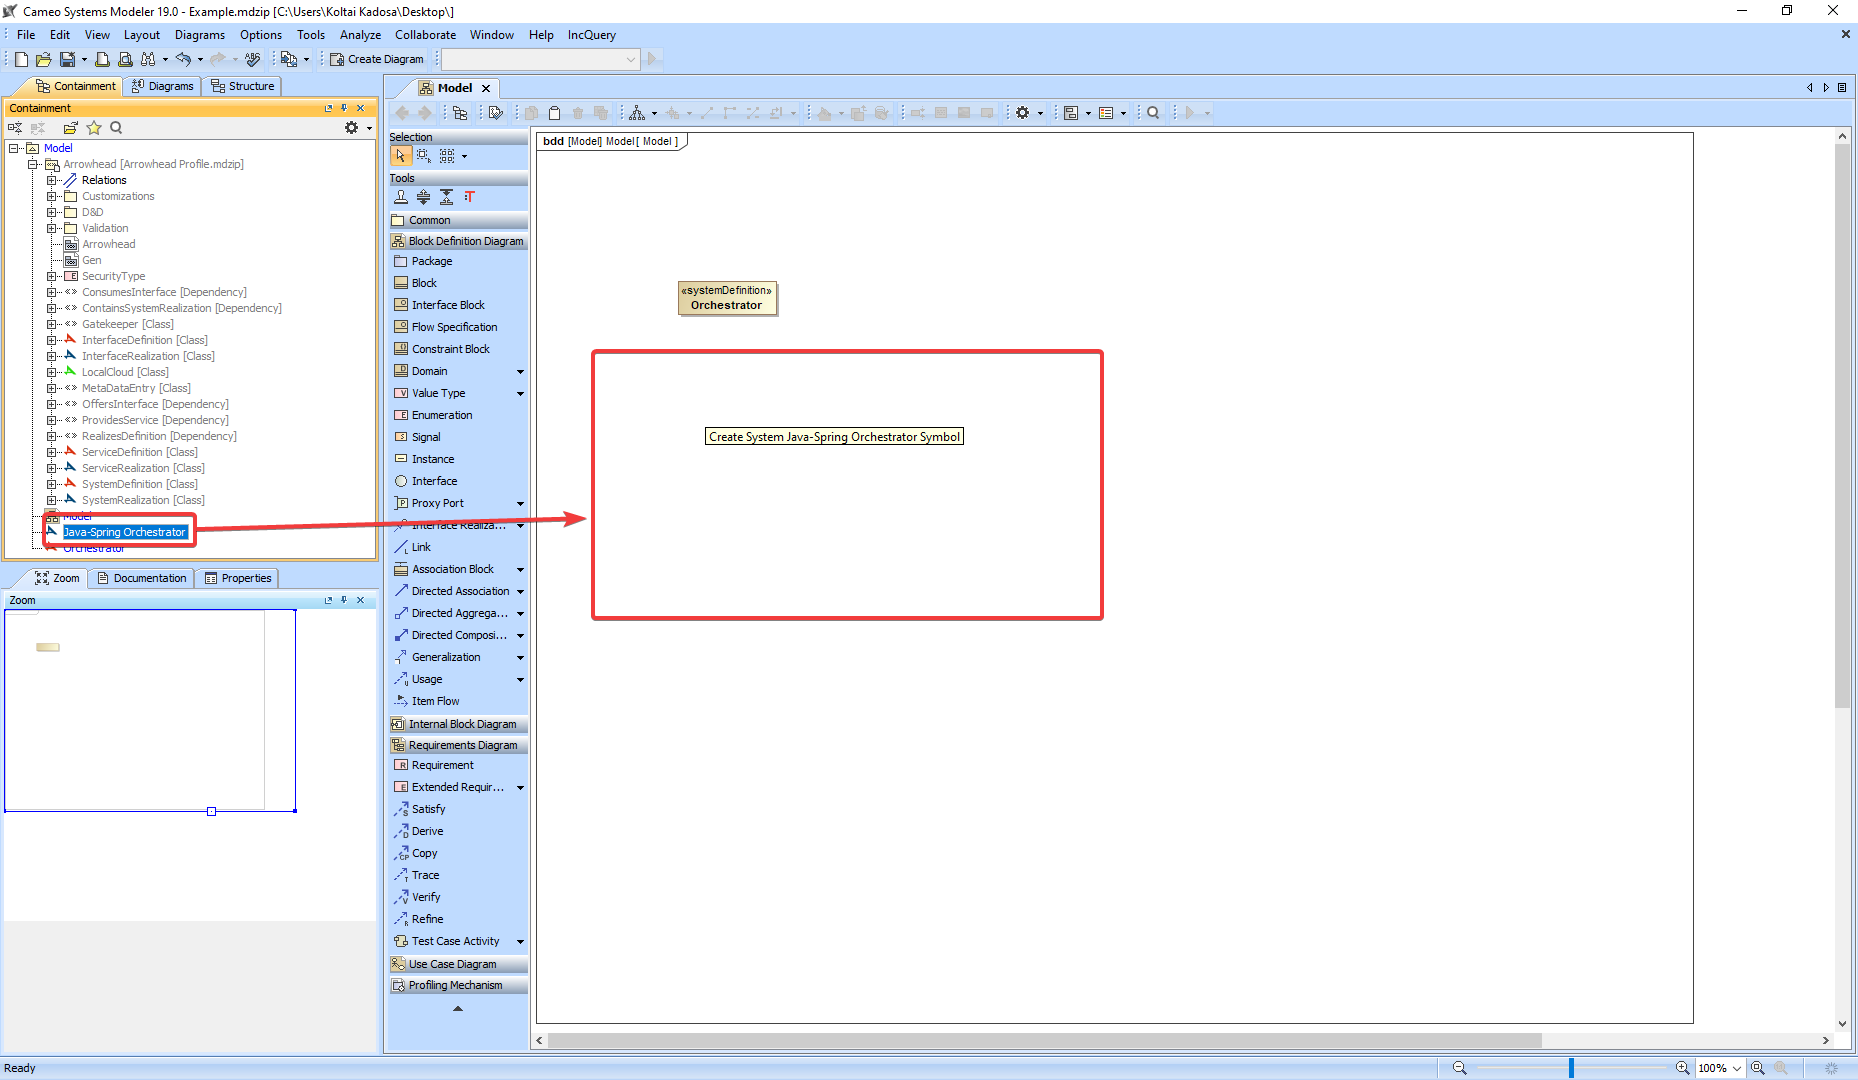 Cameo Systems Modeler 19.0 - Example.mdzip [C:\Users\Koltai Kadosa\Desktop\]
File Edit View Layout Diagrams Options Tools Analyze Collaborate Window Help IncQuery
Create Diagram
Containment Diagrams Structure
Containment
Model
Arrowhead [Arrowhead Profile.mdzip]
Relations
Customizations
D&D
Validation
Arrowhead
Gen
SecurityType
ConsumesInterface [Dependency]
ContainsSystemRealization [Dependency]
Gatekeeper [Class]
InterfaceDefinition [Class]
InterfaceRealization [Class]
LocalCloud [Class]
MetaDataEntry [Class]
OffersInterface [Dependency]
ProvidesService [Dependency]
RealizesDefinition [Dependency]
ServiceDefinition [Class]
ServiceRealization [Class]
SystemDefinition [Class]
SystemRealization [Class]
Model
Java-Spring Orchestrator
Orchestrator
Zoom Documentation Properties
Zoom
Model
Selection
Tools
Common
Block Definition Diagram
Package
Block
Interface Block
Flow Specification
Constraint Block
Domain
Value Type
Enumeration
Signal
Instance
Interface
Proxy Port
Interface Realiza...
Link
Association Block
Directed Association
Directed Aggrega...
Directed Composi...
Generalization
Usage
Item Flow
Internal Block Diagram
Requirements Diagram
Requirement
Extended Requir...
Satisfy
Derive
Copy
Trace
Verify
Refine
Test Case Activity
Use Case Diagram
Profiling Mechanism
bdd [Model] Model[ Model ]
«systemDefinition»
Orchestrator
Create System Java-Spring Orchestrator Symbol
Ready
100%